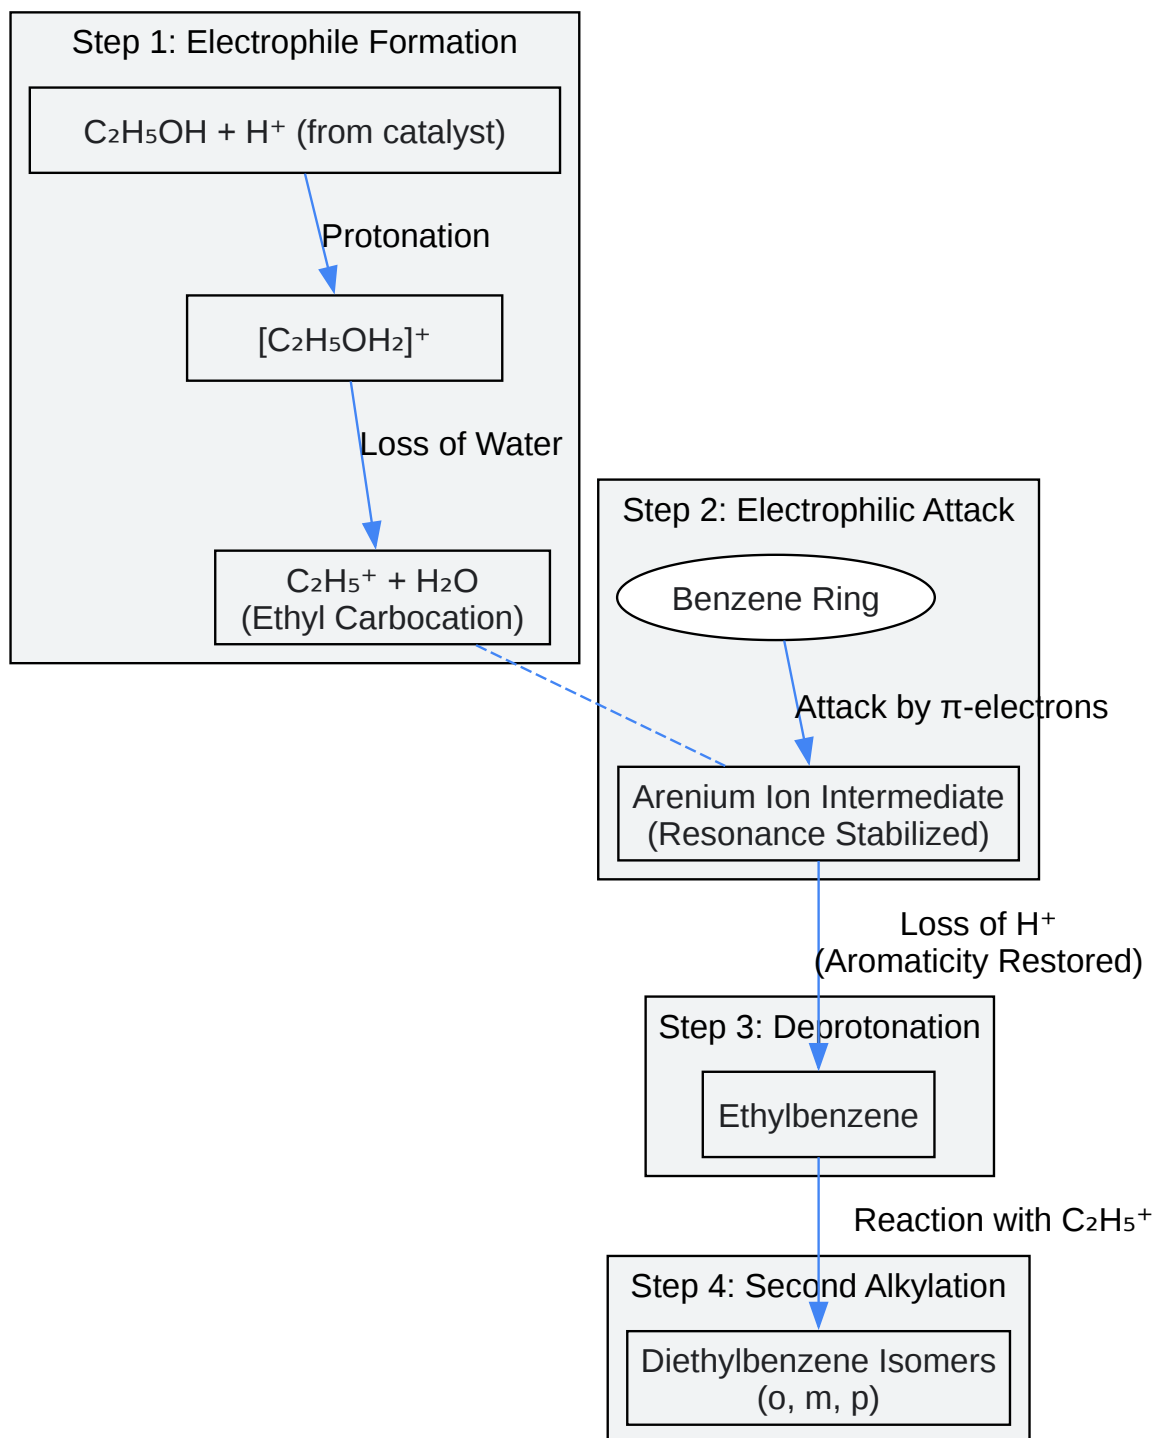 Step 1: Electrophile Formation
C₂H₅OH + H⁺ (from catalyst)
Protonation
[C₂H₅OH₂]⁺
Loss of Water
C₂H₅⁺ + H₂O
(Ethyl Carbocation)
Step 2: Electrophilic Attack
Benzene Ring
Attack by π-electrons
Arenium Ion Intermediate
(Resonance Stabilized)
Loss of H⁺
(Aromaticity Restored)
Step 3: Deprotonation
Ethylbenzene
Reaction with C₂H₅⁺
Step 4: Second Alkylation
Diethylbenzene Isomers
(o, m, p)